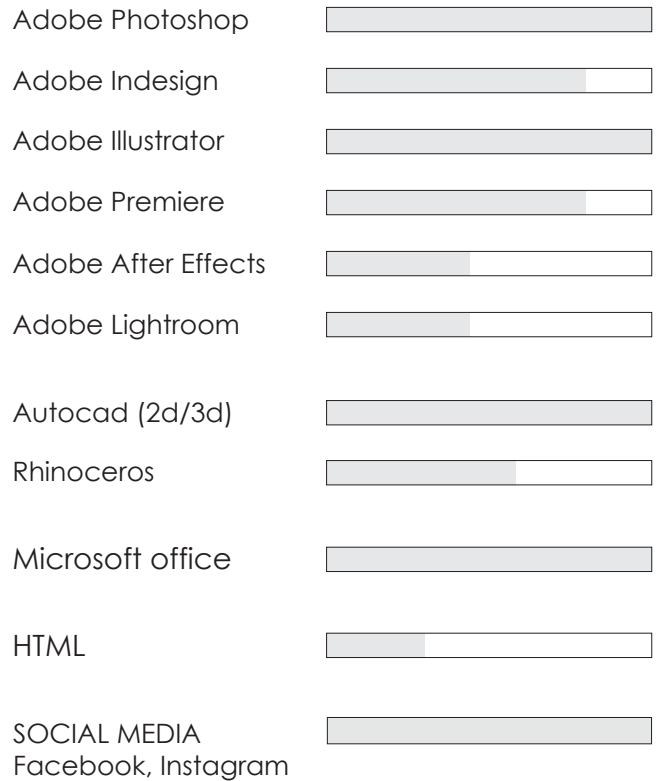 Adobe Photoshop
Adobe Indesign
Adobe Illustrator
Adobe Premiere
Adobe After Effects
Adobe Lightroom
Autocad (2d/3d)
Rhinoceros
Microsoft office
HTML
SOCIAL MEDIA
Facebook, Instagram